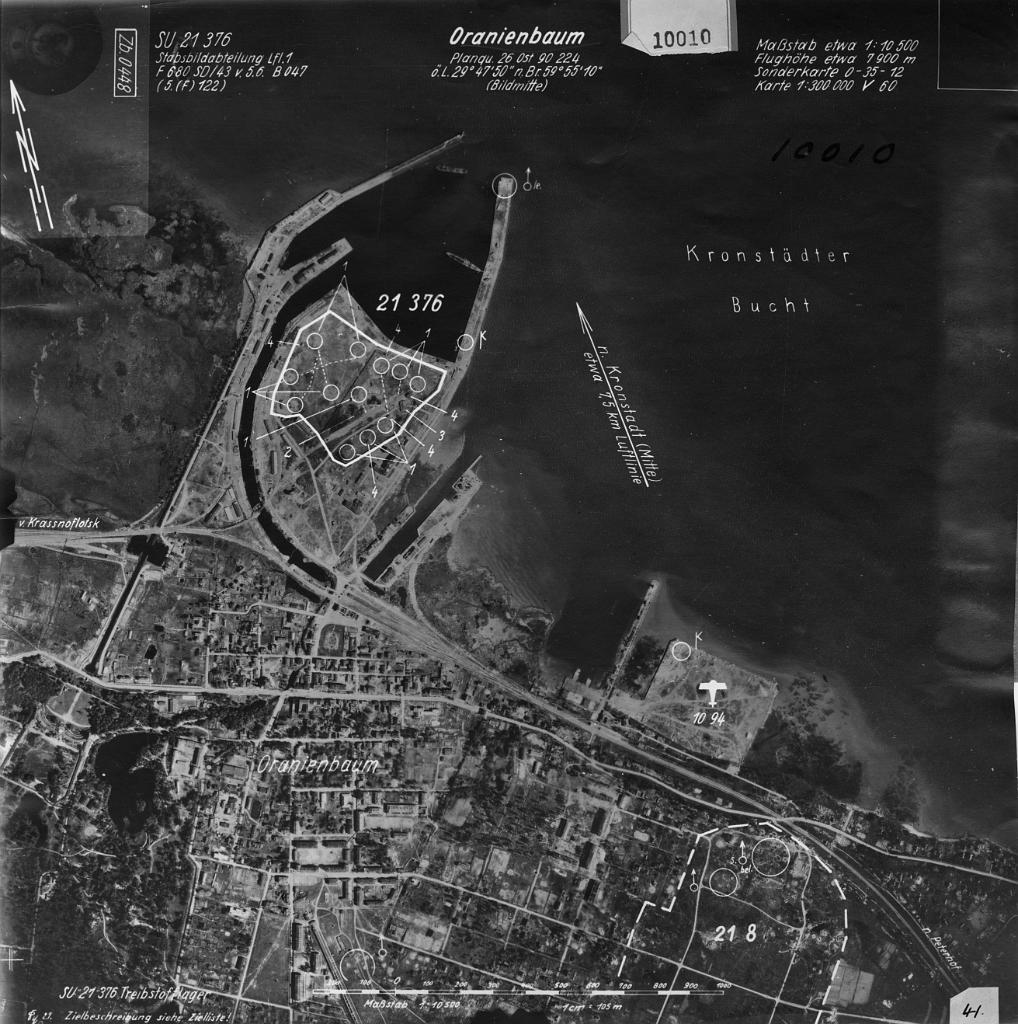 Zb. 0448
SU 21 376
Stabsbildabteilung Lfl.1
F 680 SD/43 v. 5.6. B 047
(5.(F) 122)
Oranienbaum
Planqu. 26 Ost 90 224
ö.L. 29° 47' 50" n.Br. 59° 55' 10"
(Bildmitte)
10010
Maßstab etwa 1:10 500
Flughöhe etwa 7 900 m
Sonderkarte 0-35-12
Karte 1:300 000 V 60
10010
N
le.
Kronstädter
Bucht
1
21 376
K
4
4
1
n. Kronstadt (Mitte)
etwa 7,5 km Luftlinie
1
4
1
2
3
4
1
4
v. Krassnoflotsk
K
10 94
Oranienbaum
s.
bel.
21 8
n. Peterhof
100
0
100
200
300
400
500
600
700
800
900
1000
SU 21 376 Treibstofflager
Maßstab 1:10 500
1 cm = 105 m
Zielbeschreibung siehe Zielliste!
41.